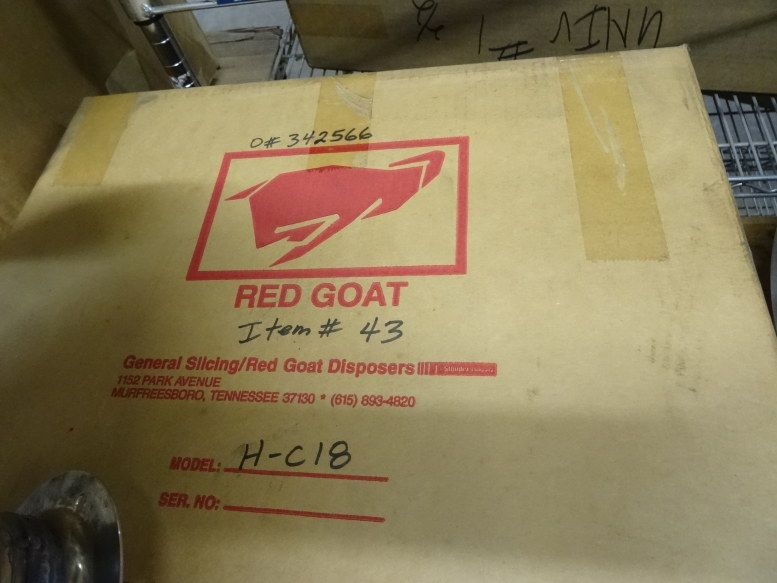 O# 342566
RED GOAT
Item # 43
General Slicing/Red Goat Disposers
1152 PARK AVENUE
MURFREESBORO, TENNESSEE 37130 * (615) 893-4820
MODEL: H-C18
SER. NO: